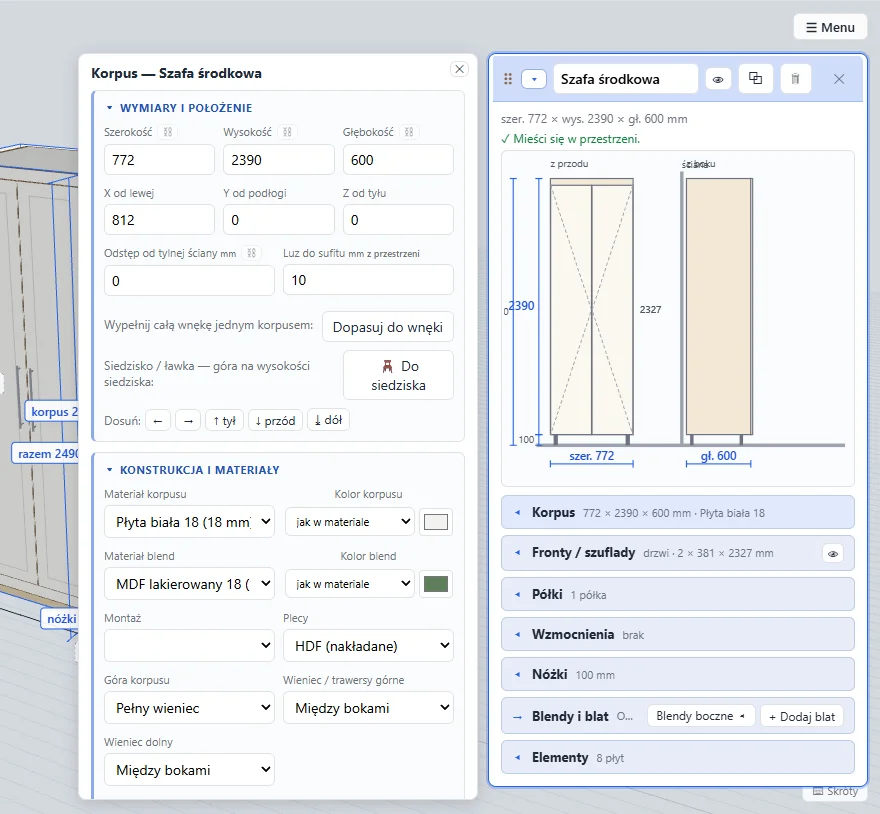 ☰ Menu
Korpus — Szafa środkowa
WYMIARY I POŁOŻENIE
Szerokość
Wysokość
Głębokość
772
2390
600
X od lewej
Y od podłogi
Z od tyłu
812
0
0
Odstęp od tylnej ściany mm
Luz do sufitu mm z przestrzeni
0
10
Wypełnij całą wnękę jednym korpusem:
Dopasuj do wnęki
Siedzisko / ławka — góra na wysokości
siedziska:
Do
siedziska
Dosuń:
←
→
↑ tył
↓ przód
⤓ dół
KONSTRUKCJA I MATERIAŁY
Materiał korpusu
Kolor korpusu
Płyta biała 18 (18 mm)
jak w materiale
Materiał blend
Kolor blend
MDF lakierowany 18 (
jak w materiale
Montaż
Plecy
HDF (nakładane)
Góra korpusu
Wieniec / trawersy górne
Pełny wieniec
Między bokami
Wieniec dolny
Między bokami
korpus 2
razem 2490
nóżki
Szafa środkowa
szer. 772 × wys. 2390 × gł. 600 mm
✓ Mieści się w przestrzeni.
z przodu
ściana
z boku
0
2390
2327
100
szer. 772
gł. 600
Korpus 772 × 2390 × 600 mm · Płyta biała 18
Fronty / szuflady drzwi · 2 × 381 × 2327 mm
Półki 1 półka
Wzmocnienia brak
Nóżki 100 mm
→ Blendy i blat O...
Blendy boczne
+ Dodaj blat
Elementy 8 płyt
Skróty